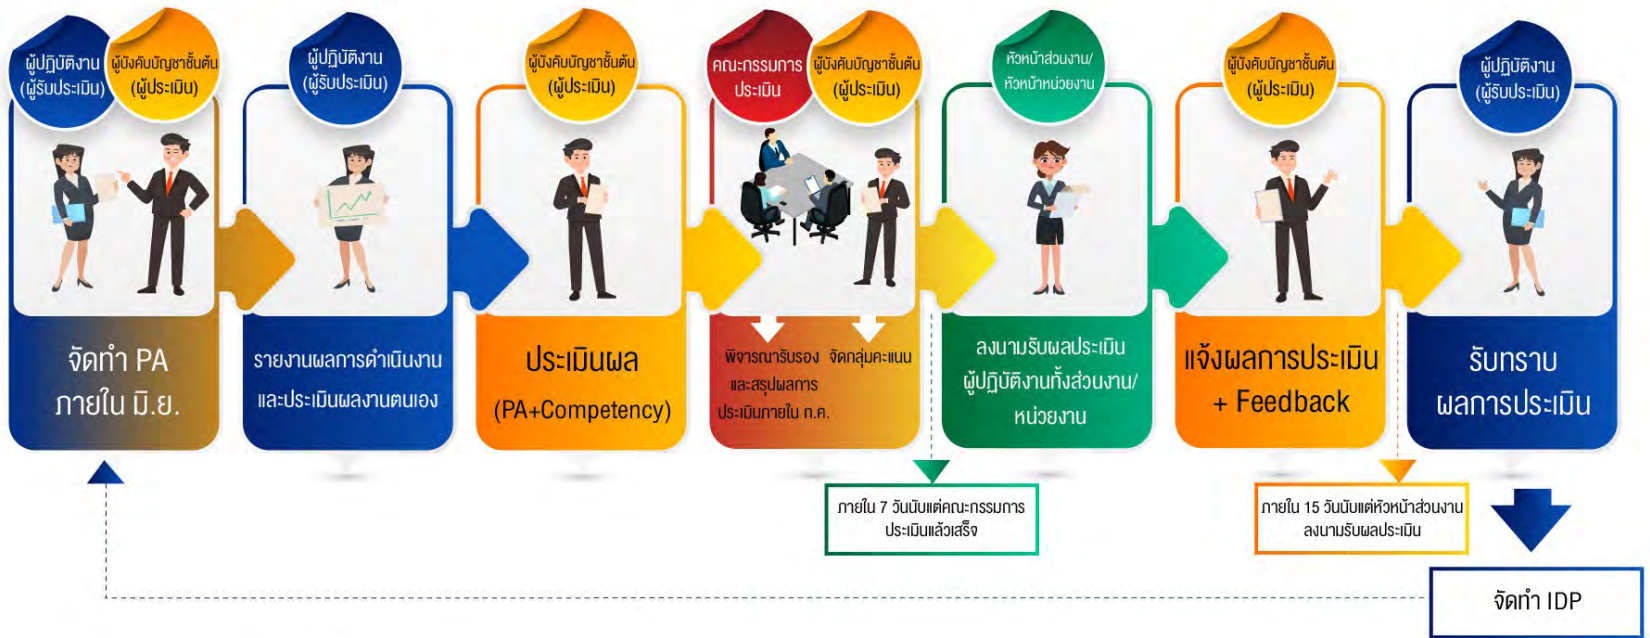 ผู้ปฏิบัติงาน
(ผู้รับประเมิน)
ผู้บังคับบัญชาชั้นต้น
(ผู้ประเมิน)
จัดทำ PA
ภายใน มิ.ย.
ผู้ปฏิบัติงาน
(ผู้รับประเมิน)
รายงานผลการดำเนินงาน
และประเมินผลงานตนเอง
ผู้บังคับบัญชาชั้นต้น
(ผู้ประเมิน)
ประเมินผล
(PA+Competency)
คณะกรรมการ
ประเมิน
ผู้บังคับบัญชาชั้นต้น
(ผู้ประเมิน)
พิจารณารับรอง
และสรุปผลการ
ประเมินภายใน ก.ค.
จัดกลุ่มคะแนน
หัวหน้าส่วนงาน/
หัวหน้าหน่วยงาน
ลงนามรับผลประเมิน
ผู้ปฏิบัติงานทั้งส่วนงาน/
หน่วยงาน
ผู้บังคับบัญชาชั้นต้น
(ผู้ประเมิน)
แจ้งผลการประเมิน
+ Feedback
ผู้ปฏิบัติงาน
(ผู้รับประเมิน)
รับทราบ
ผลการประเมิน
ภายใน 7 วันนับแต่คณะกรรมการ
ประเมินแล้วเสร็จ
ภายใน 15 วันนับแต่หัวหน้าส่วนงาน
ลงนามรับผลประเมิน
จัดทำ IDP